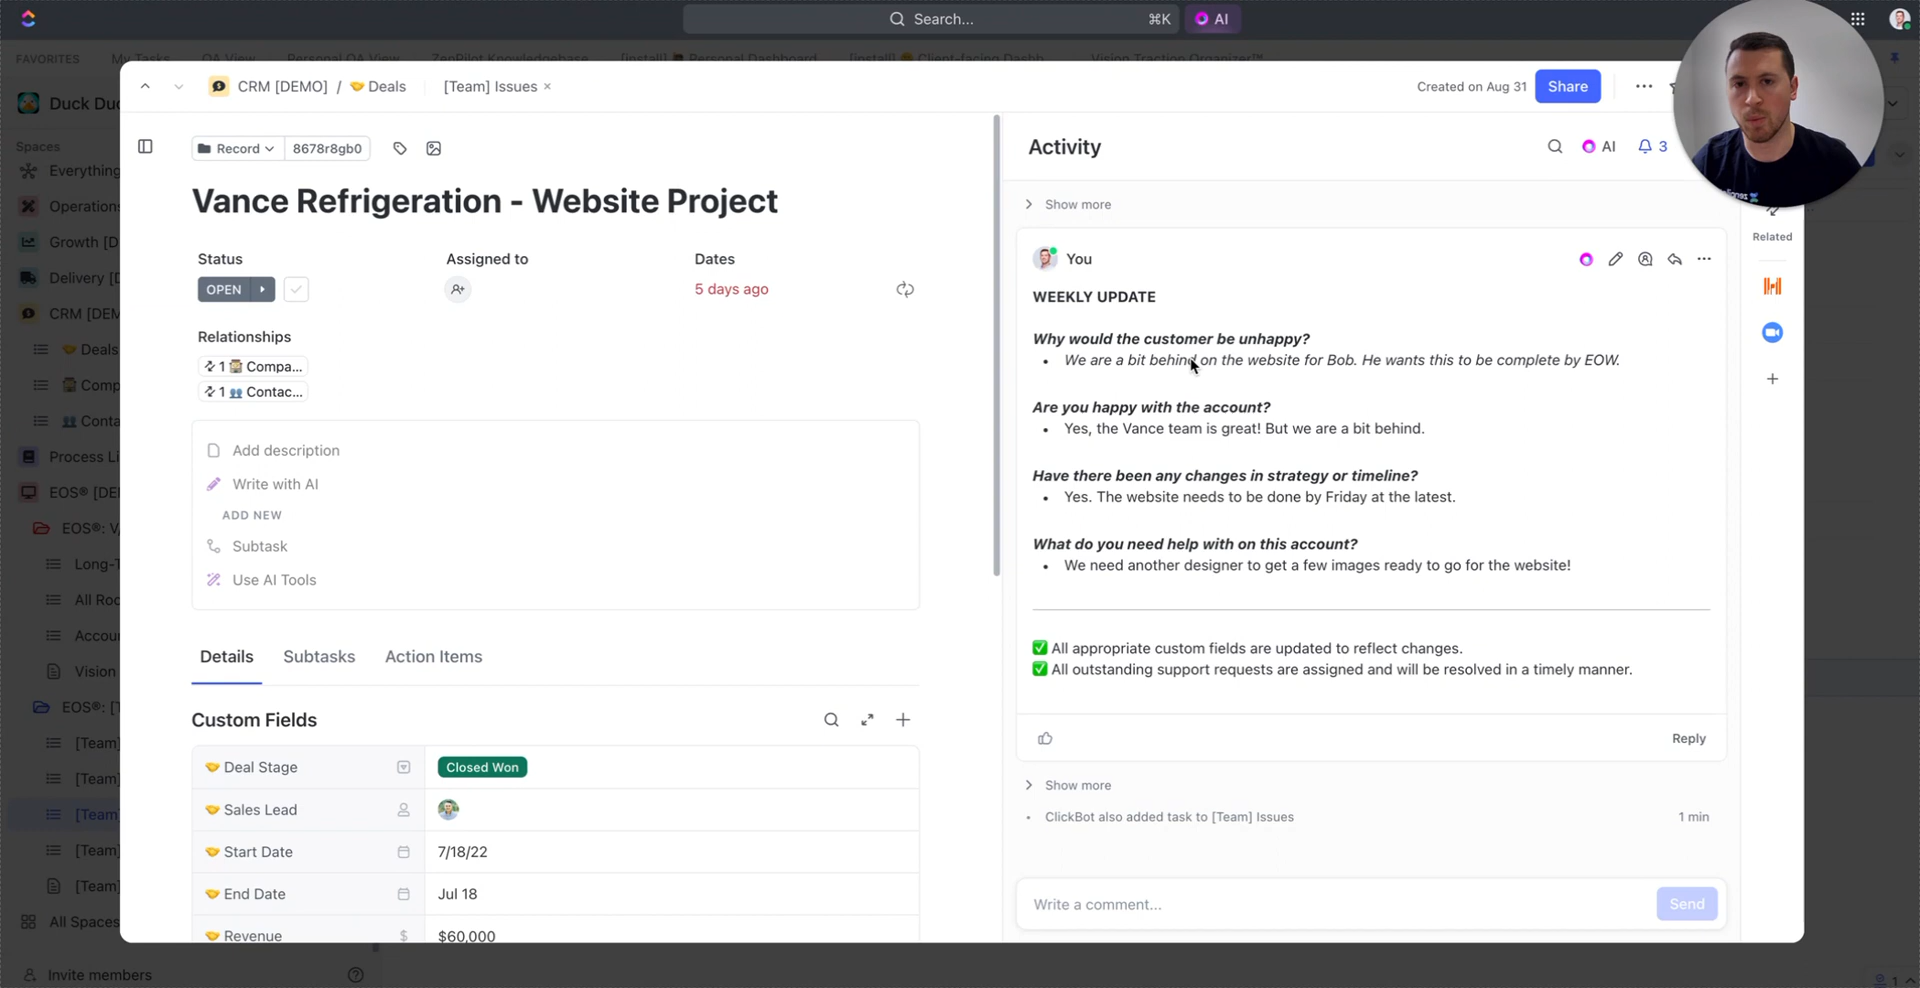 Search...
⌘K
AI
FAVORITES
My Tasks
QA View
Personal QA View
ZenPilot Knowledgebase
[install]
Personal Dashboard
[install]
Client-facing Dashb
Vision Traction Organizer™
Duck Duc
Spaces
Everything
Operations
Growth [D
Delivery [D
CRM [DEM
Deals
Comp
Conta
Process Li
EOS® [DE
EOS®: V/
Long-T
All Roc
Accou
Vision
EOS®: [T
[Team]
[Team]
[Team]
[Team]
[Team]
All Spaces
Invite members
CRM [DEMO] / 🤝 Deals
[Team] Issues ×
Created on Aug 31
Share
Record
8678r8gb0
Vance Refrigeration - Website Project
Status
Assigned to
Dates
OPEN
5 days ago
Relationships
1 Compa...
1 Contac...
Add description
Write with AI
ADD NEW
Subtask
Use AI Tools
Details
Subtasks
Action Items
Custom Fields
Deal Stage
Closed Won
Sales Lead
Start Date
7/18/22
End Date
Jul 18
Revenue
$
$60,000
Activity
AI
3
Show more
You
WEEKLY UPDATE
Why would the customer be unhappy?
• We are a bit behind on the website for Bob. He wants this to be complete by EOW.
Are you happy with the account?
• Yes, the Vance team is great! But we are a bit behind.
Have there been any changes in strategy or timeline?
• Yes. The website needs to be done by Friday at the latest.
What do you need help with on this account?
• We need another designer to get a few images ready to go for the website!
✅ All appropriate custom fields are updated to reflect changes.
✅ All outstanding support requests are assigned and will be resolved in a timely manner.
Reply
Show more
• ClickBot also added task to [Team] Issues
1 min
Write a comment...
Send
Related
1